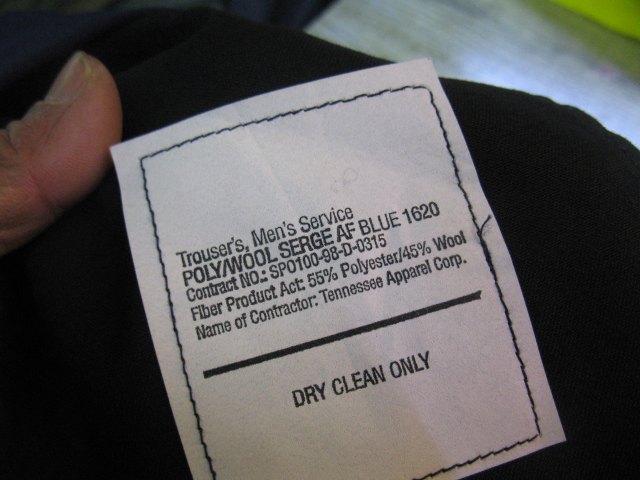 Trouser's, Men's Service
POLY/WOOL SERGE AF BLUE 1620
Contract NO.: SPO100-98-D-0315
Fiber Product Act: 55% Polyester/45% Wool
Name of Contractor: Tennessee Apparel Corp.
DRY CLEAN ONLY